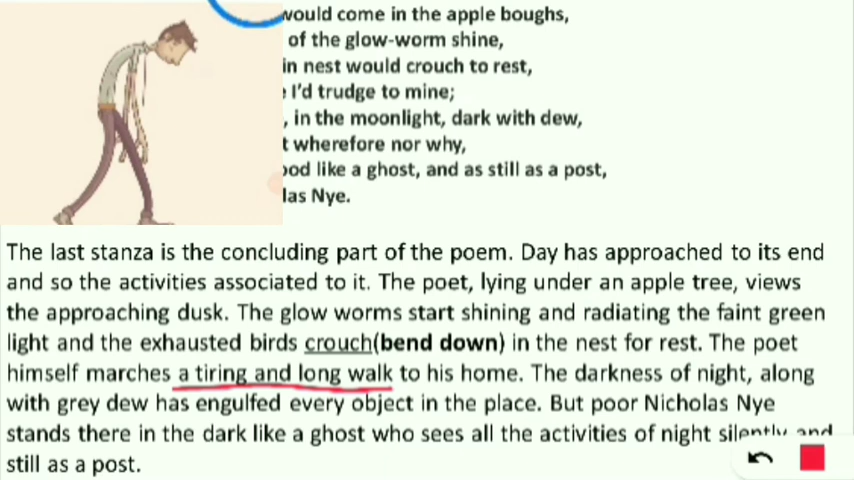 would come in the apple boughs,
of the glow-worm shine,
in nest would crouch to rest,
I'd trudge to mine;
, in the moonlight, dark with dew,
wherefore nor why,
like a ghost, and as still as a post,
Nye.
The last stanza is the concluding part of the poem. Day has approached to its end
and so the activities associated to it. The poet, lying under an apple tree, views
the approaching dusk. The glow worms start shining and radiating the faint green
light and the exhausted birds crouch(bend down) in the nest for rest. The poet
himself marches a tiring and long walk to his home. The darkness of night, along
with grey dew has engulfed every object in the place. But poor Nicholas Nye
stands there in the dark like a ghost who sees all the activities of night silently and
still as a post.